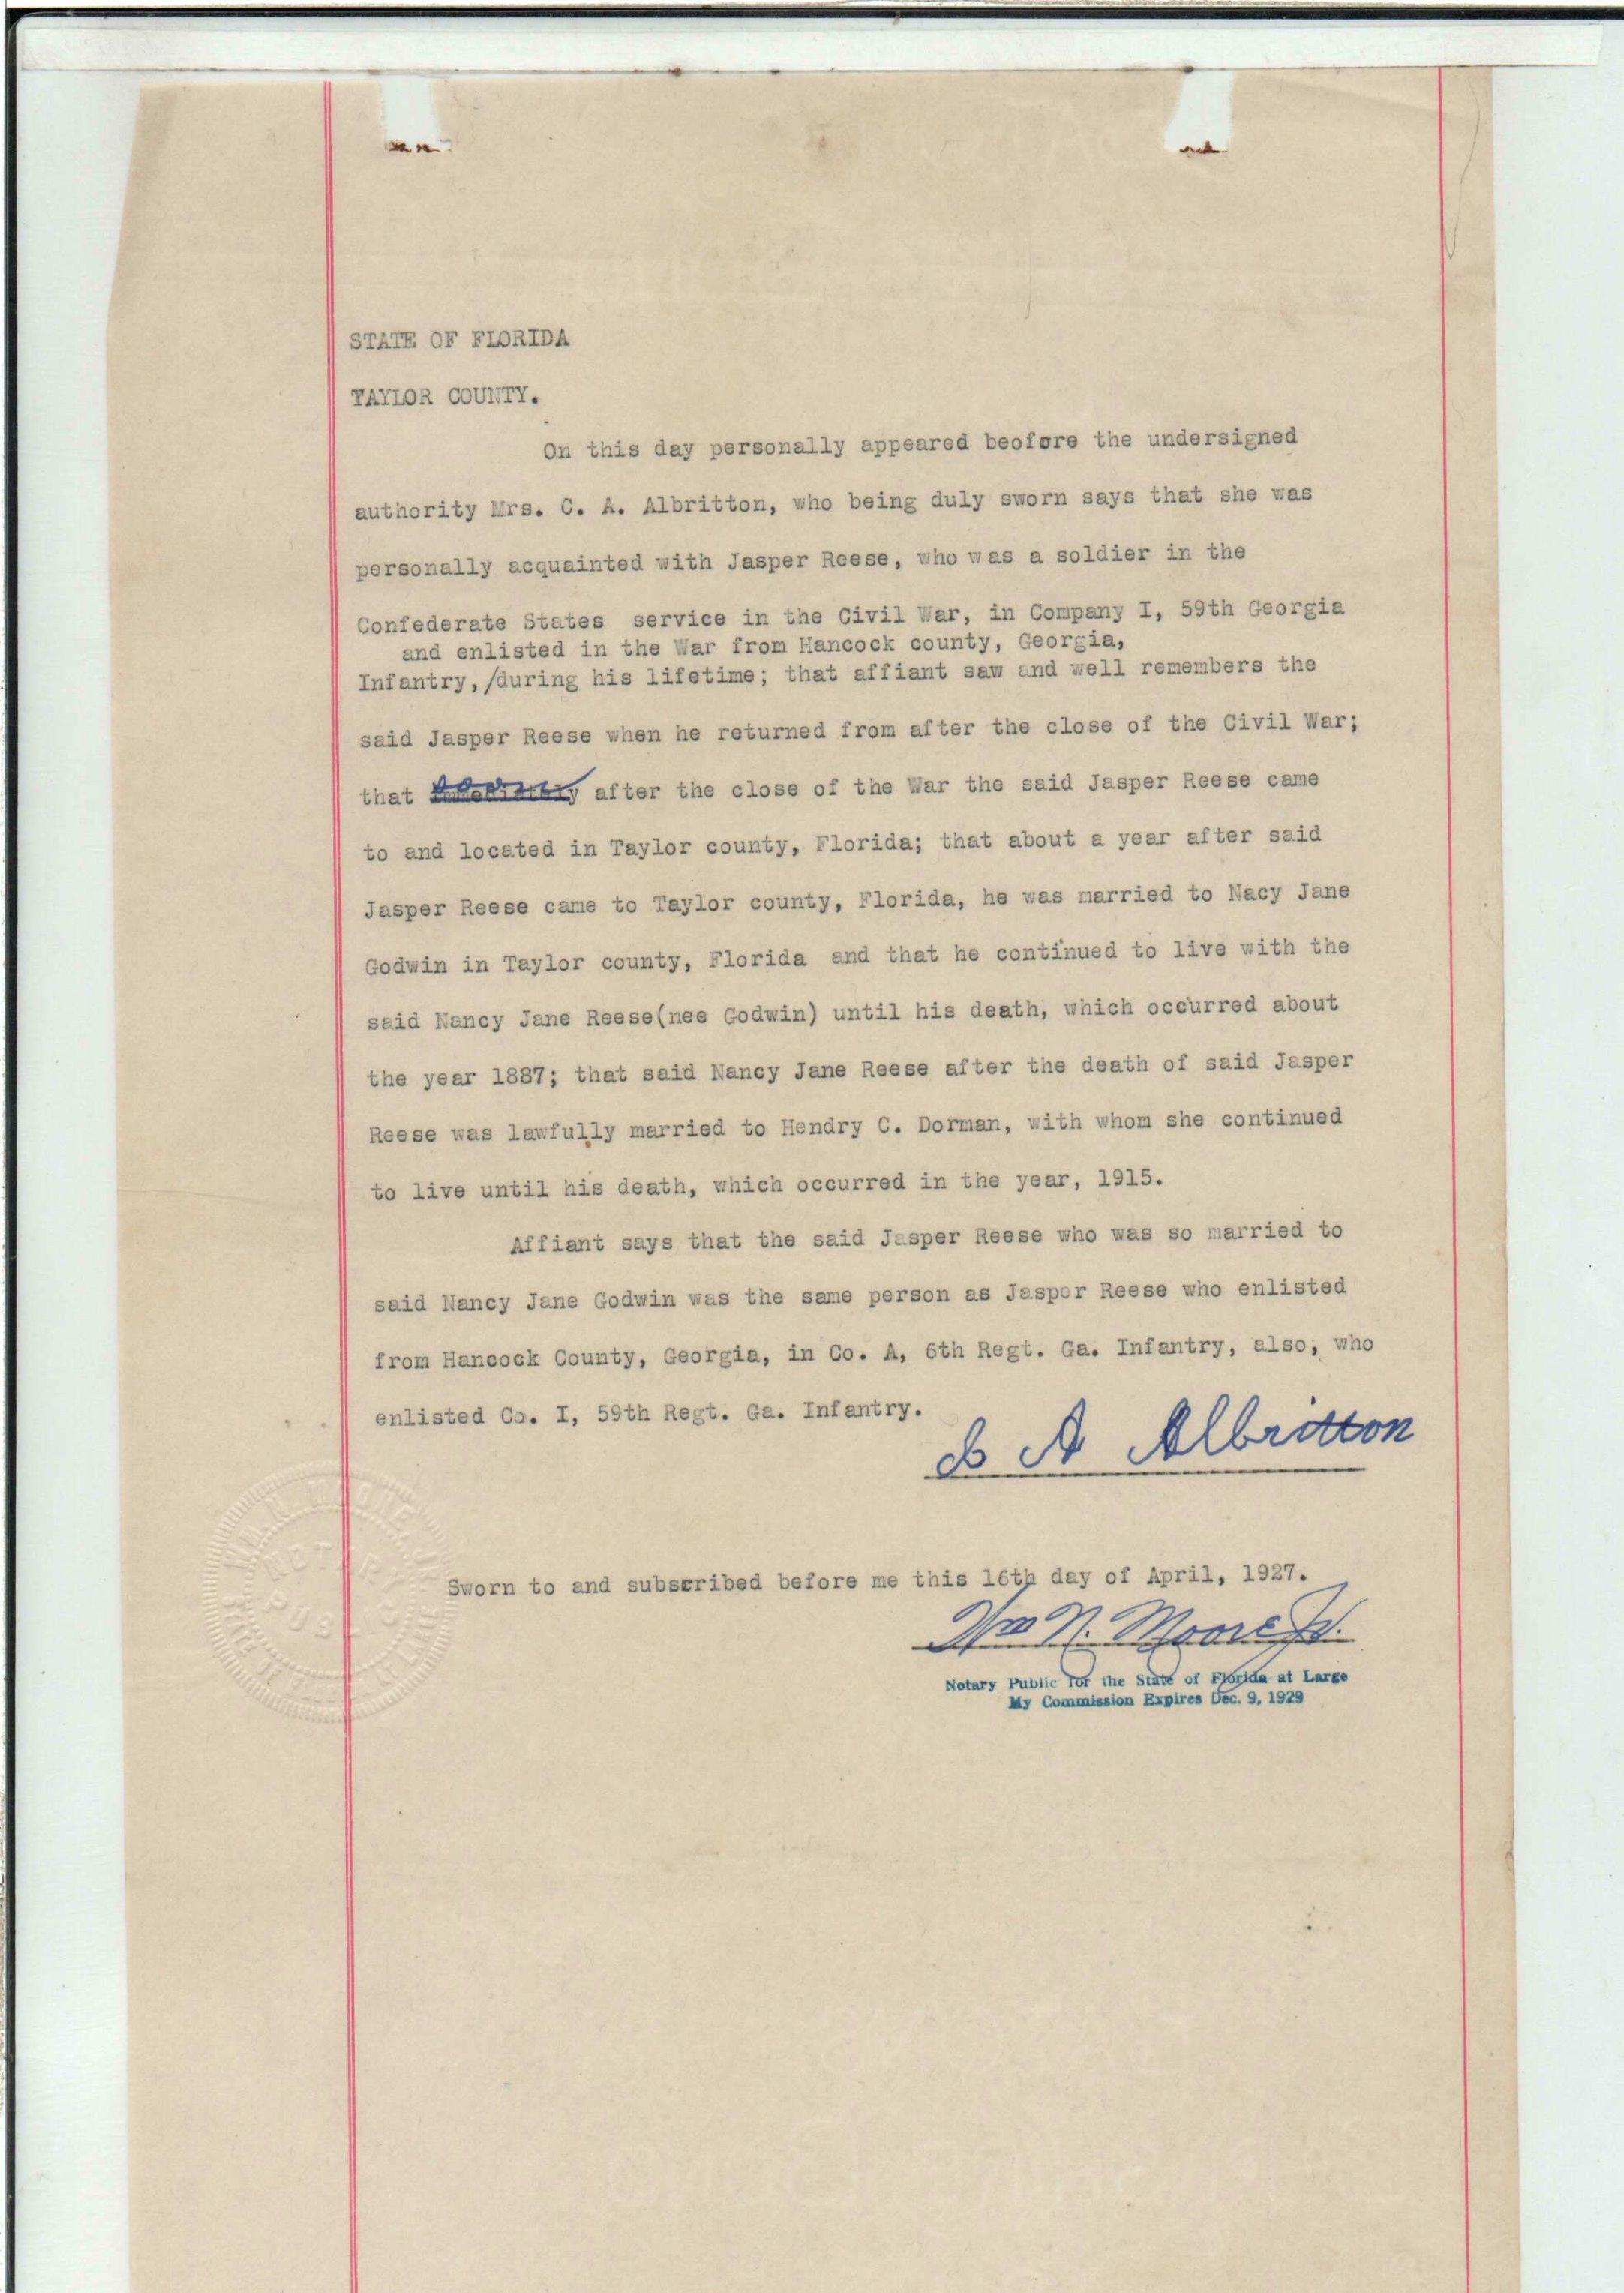 STATE OF FLORIDA
TAYLOR COUNTY.
On this day personally appeared beofore the undersigned
authority Mrs. C. A. Albritton, who being duly sworn says that she was
personally acquainted with Jasper Reese, who was a soldier in the
Confederate States service in the Civil War, in Company I, 59th Georgia
and enlisted in the War from Hancock county, Georgia,
Infantry,/during his lifetime; that affiant saw and well remembers the
said Jasper Reese when he returned from after the close of the Civil War;
that after the close of the War the said Jasper Reese came
to and located in Taylor county, Florida; that about a year after said
Jasper Reese came to Taylor county, Florida, he was married to Nacy Jane
Godwin in Taylor county, Florida and that he continued to live with the
said Nancy Jane Reese(nee Godwin) until his death, which occurred about
the year 1887; that said Nancy Jane Reese after the death of said Jasper
Reese was lawfully married to Hendry C. Dorman, with whom she continued
to live until his death, which occurred in the year, 1915.
Affiant says that the said Jasper Reese who was so married to
said Nancy Jane Godwin was the same person as Jasper Reese who enlisted
from Hancock County, Georgia, in Co. A, 6th Regt. Ga. Infantry, also, who
enlisted Co. I, 59th Regt. Ga. Infantry.
C A Albritton
Sworn to and subscribed before me this 16th day of April, 1927.
Wm N. Moore Jr.
Notary Public for the State of Florida at Large
My Commission Expires Dec. 9, 1929
NOTARY
PUBLIC